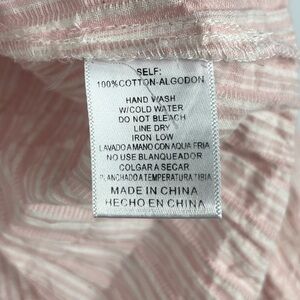 SELF:
100%COTTON-ALGODON
HAND WASH
W/COLD WATER
DO NOT BLEACH
LINE DRY
IRON LOW
LAVADO A MANO CON AQUA FRIA
NO USE BLANQUEADOR
COLGAR A SECAR
PLANCHADO A TEMPERATURA TIBIA
MADE IN CHINA
HECHO EN CHINA